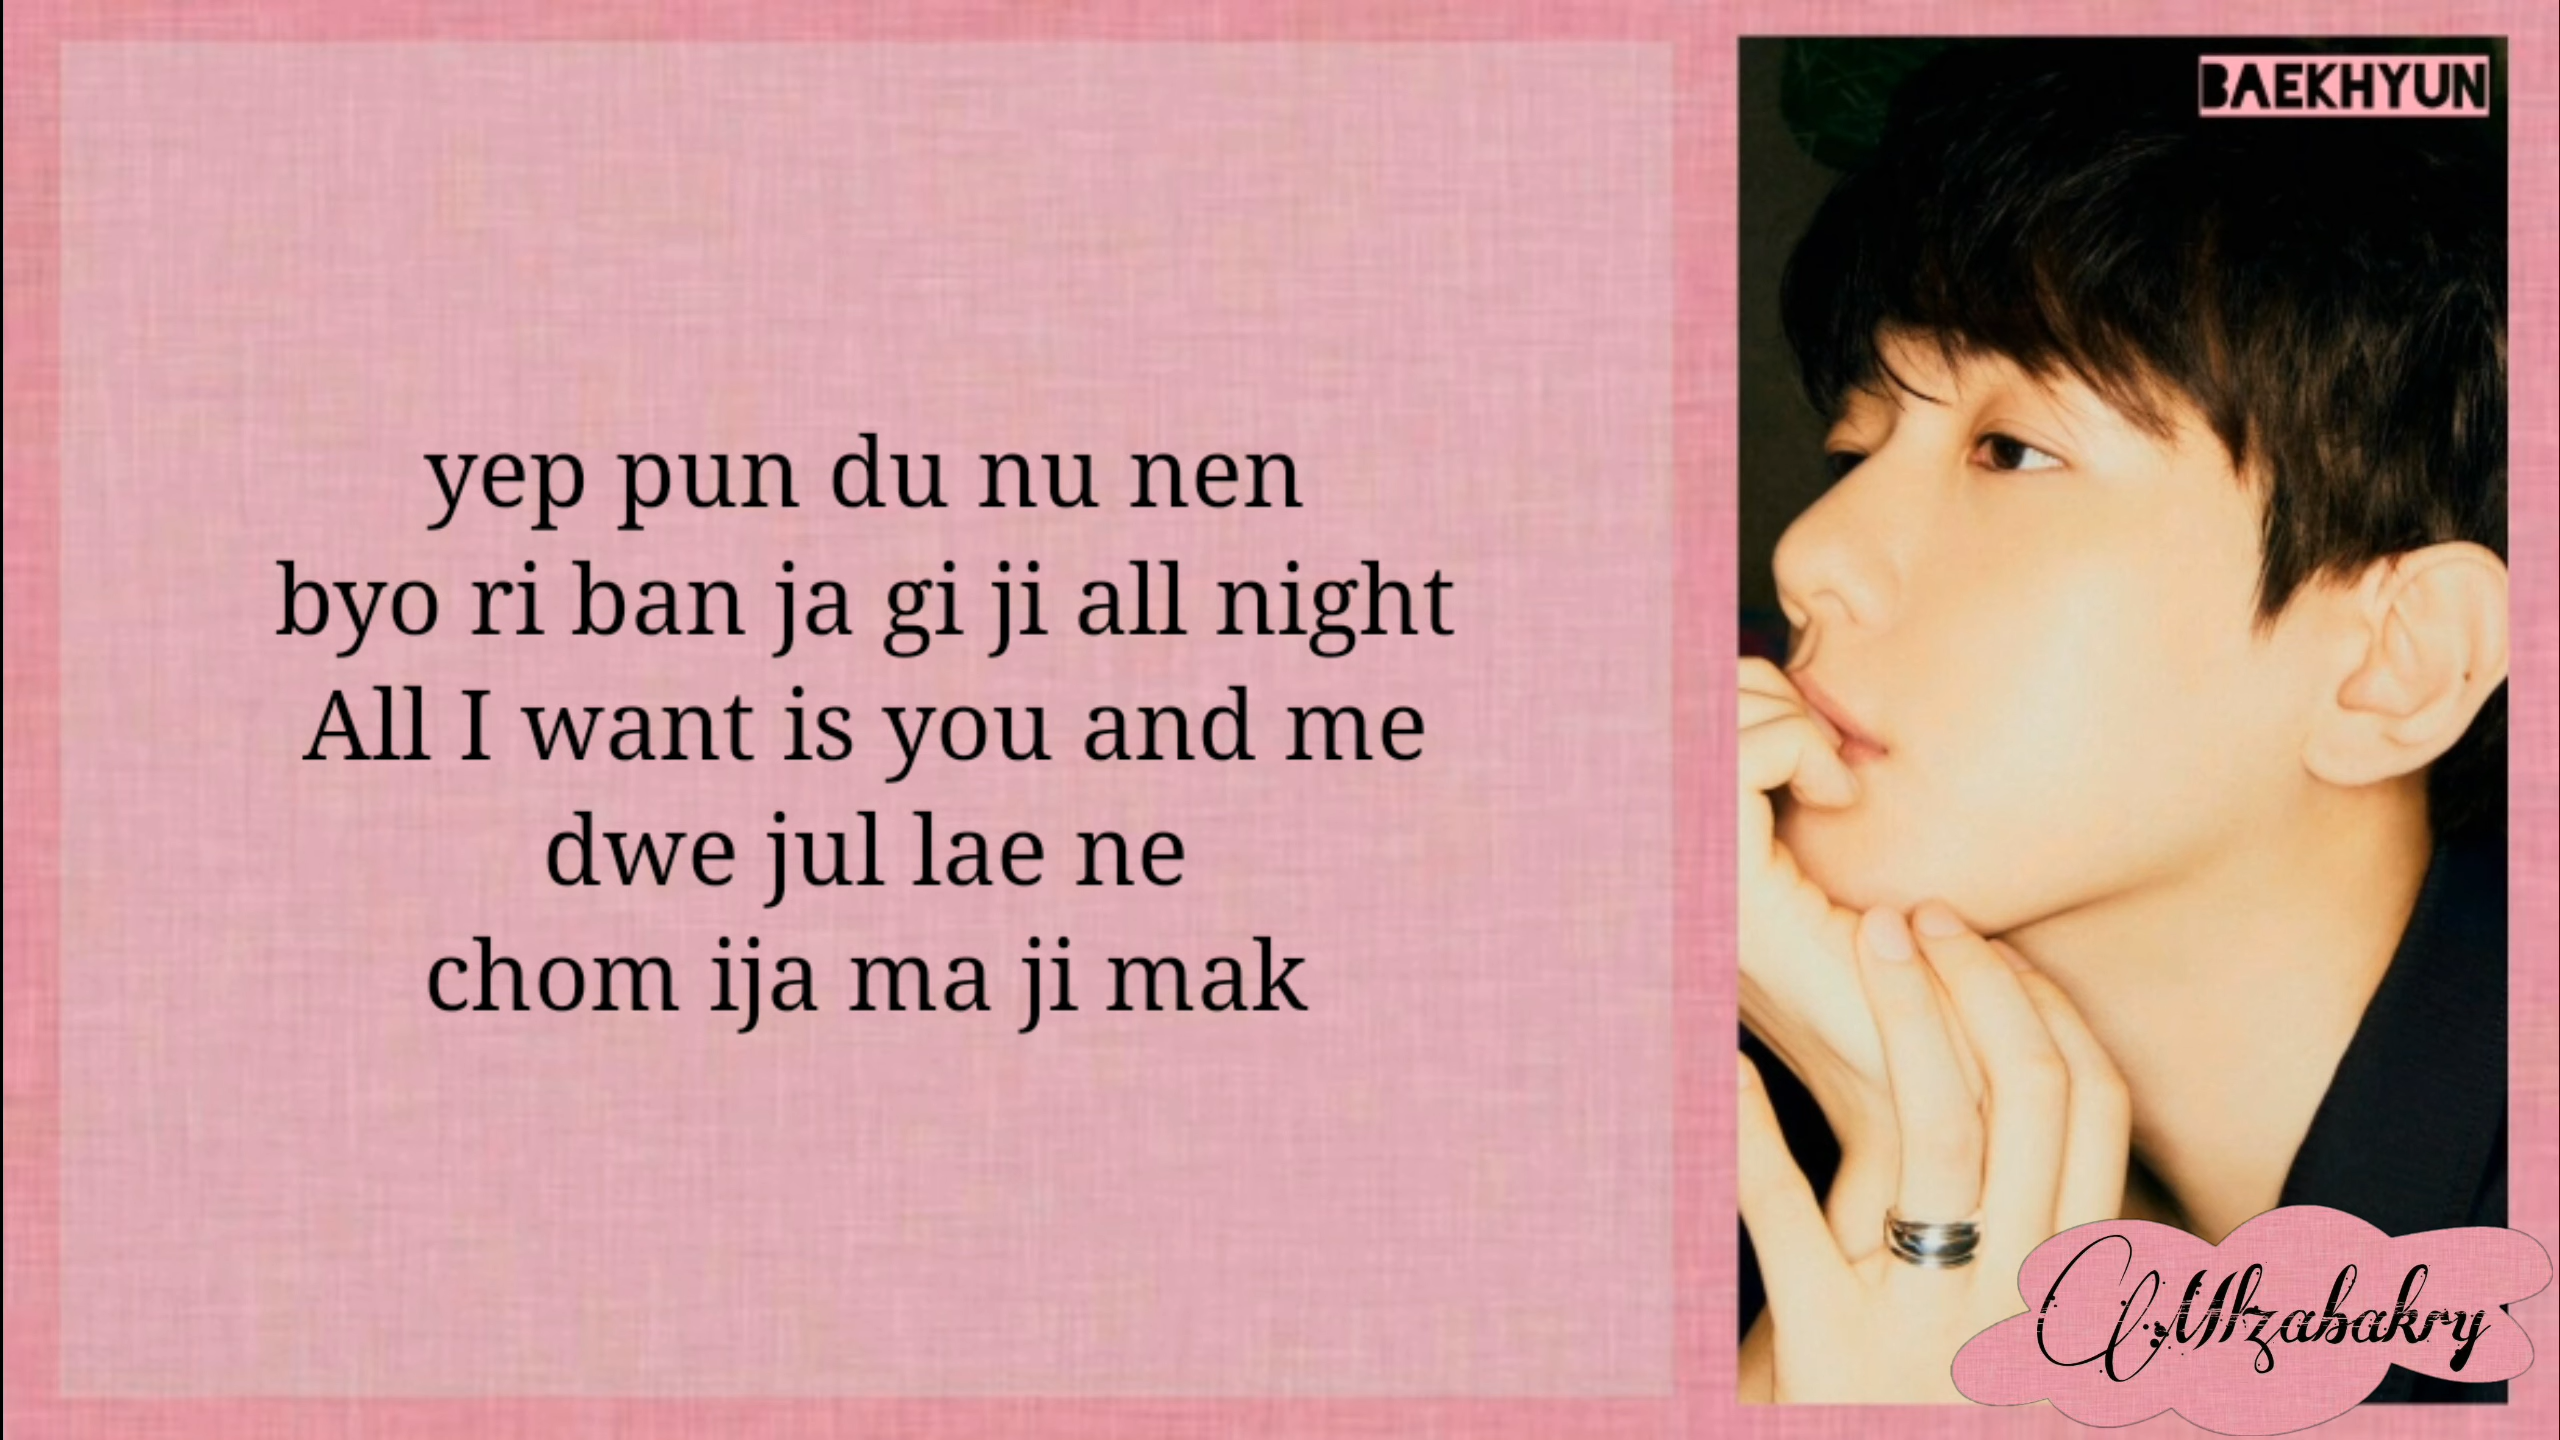 BAEKHYUN
yep pun du nu nen
byo ri ban ja gi ji all night
All I want is you and me
dwe jul lae ne
chom ija ma ji mak